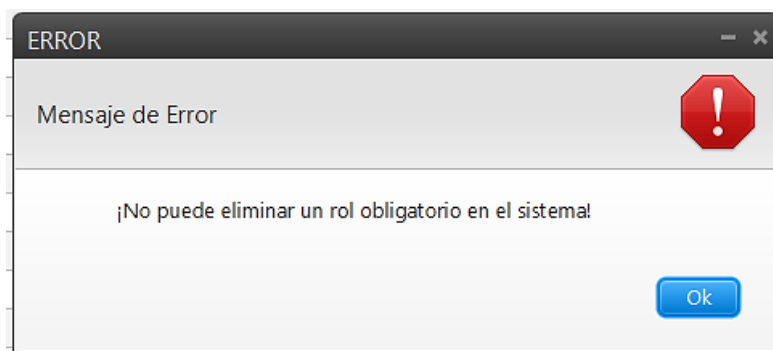 ERROR
Mensaje de Error
¡No puede eliminar un rol obligatorio en el sistema!
Ok